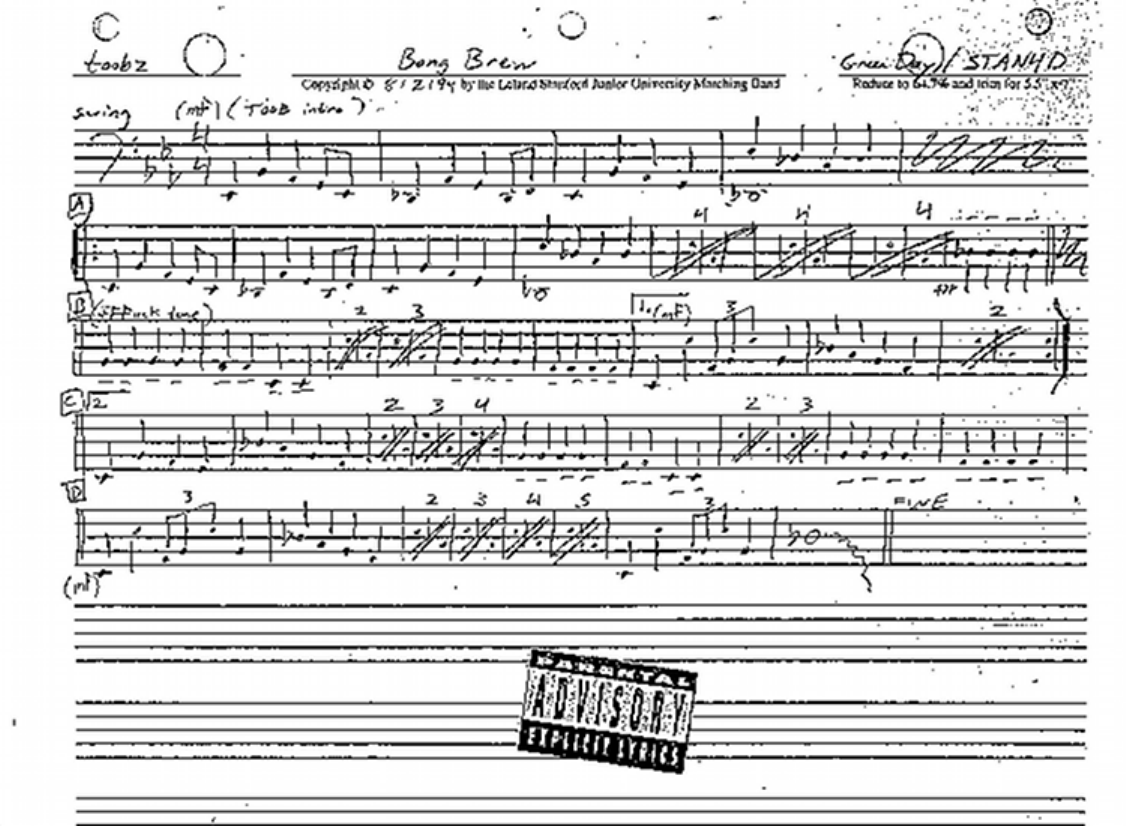 toobz Bong Brew Green Day / STAN4D
Copyright © 8/2/94 by the Leland Stanford Junior University Marching Band Reduce to 64.7% and trim for 5.5" x 7"
swing (mf) (Toob intro)
4
4
A
4 4 4
B 2 3 1. (mf) 3 2
C 2 2 3 4 2 3
D 3 2 3 4 5 3 FINE
(mf)
PARENTAL
ADVISORY
EXPLICIT LYRICS